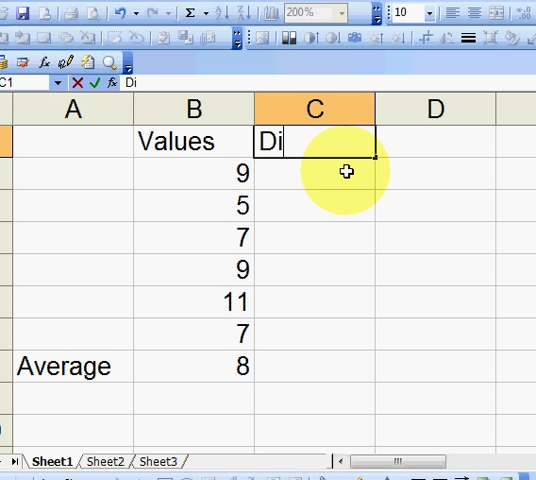 200%
10
C1
Di
A B C D
Values Di
9
5
7
9
11
7
Average 8
Sheet1 Sheet2 Sheet3